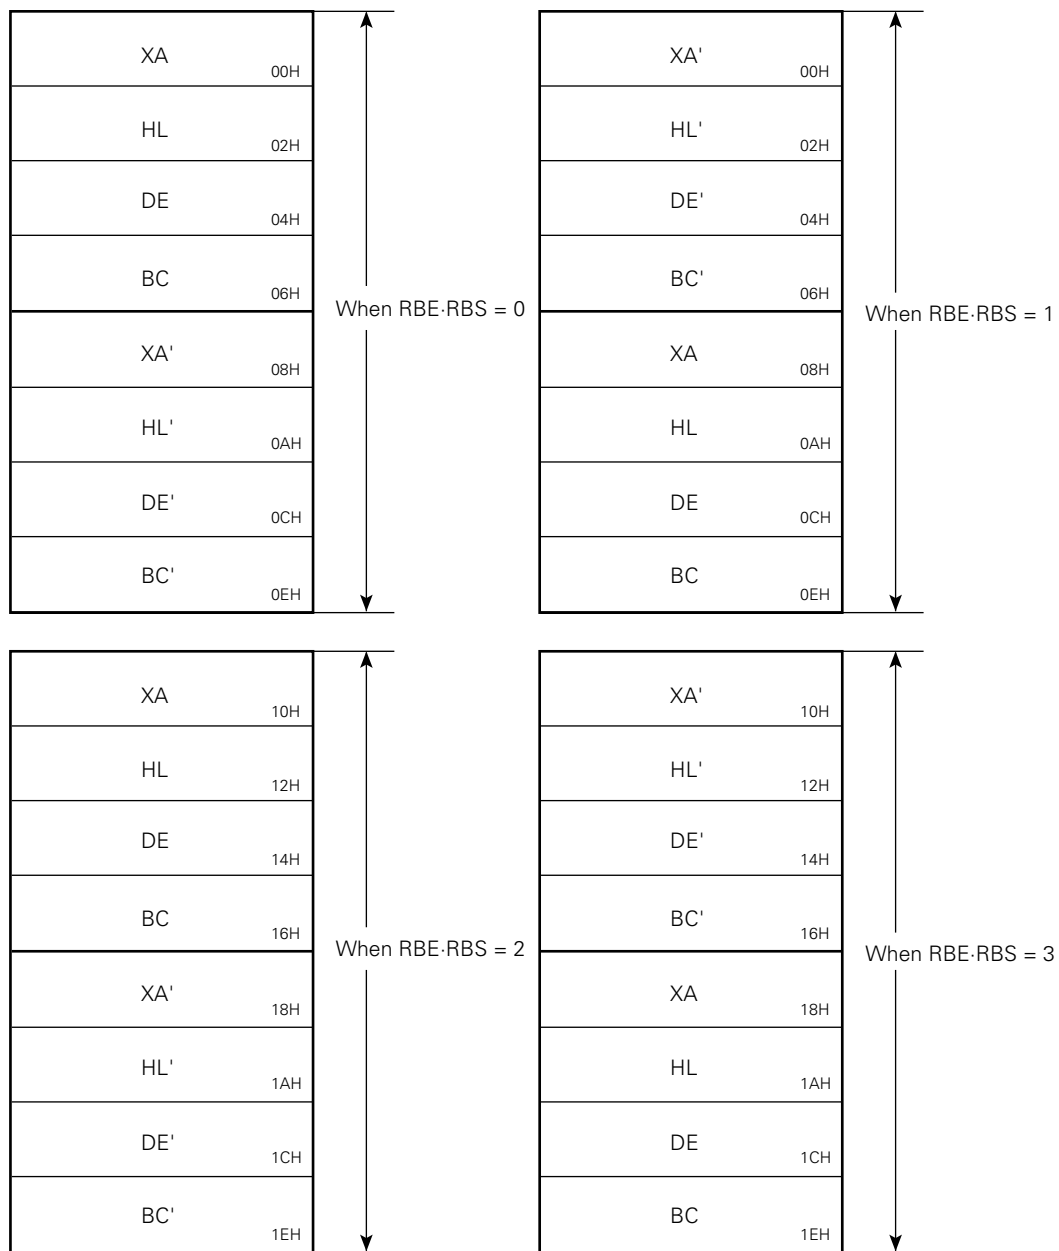 XA
00H
HL
02H
DE
04H
BC
06H
XA'
08H
HL'
0AH
DE'
0CH
BC'
0EH
When RBE·RBS = 0
XA'
00H
HL'
02H
DE'
04H
BC'
06H
XA
08H
HL
0AH
DE
0CH
BC
0EH
When RBE·RBS = 1
XA
10H
HL
12H
DE
14H
BC
16H
XA'
18H
HL'
1AH
DE'
1CH
BC'
1EH
When RBE·RBS = 2
XA'
10H
HL'
12H
DE'
14H
BC'
16H
XA
18H
HL
1AH
DE
1CH
BC
1EH
When RBE·RBS = 3